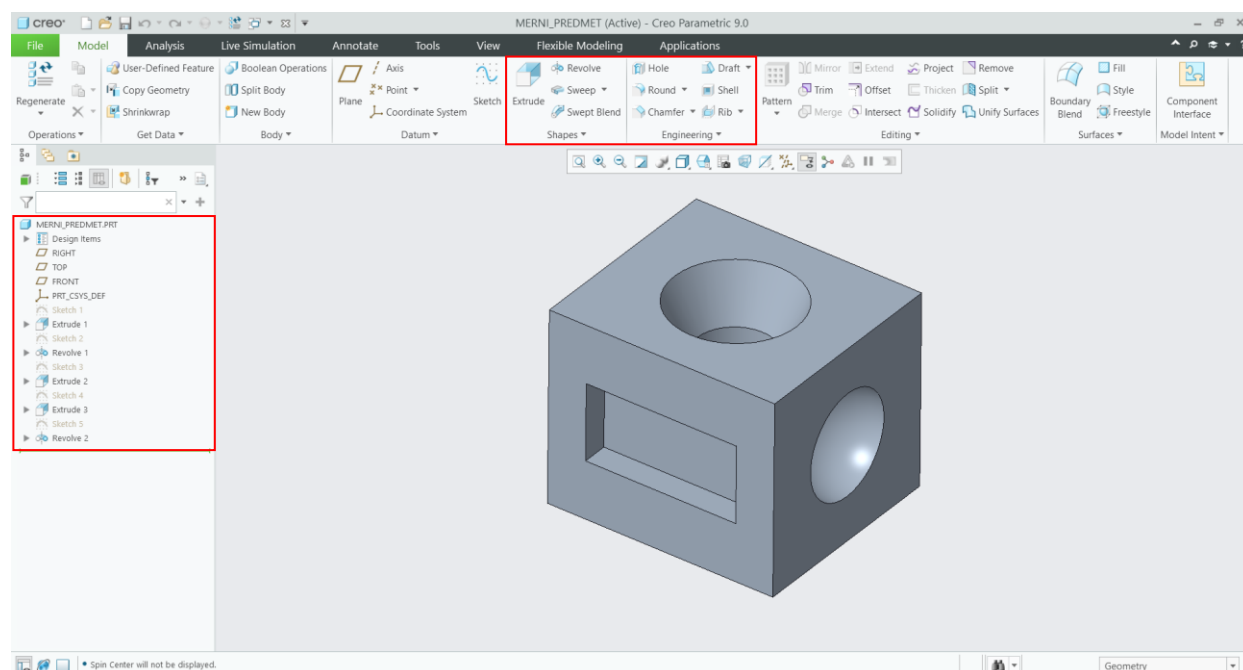 creo· MERNI_PREDMET (Active) - Creo Parametric 9.0
File Model Analysis Live Simulation Annotate Tools View Flexible Modeling Applications
Regenerate
Operations
User-Defined Feature
Copy Geometry
Shrinkwrap
Get Data
Boolean Operations
Split Body
New Body
Body
Plane
Axis
Point
Coordinate System
Sketch
Datum
Extrude
Revolve
Sweep
Swept Blend
Shapes
Hole
Draft
Round
Shell
Chamfer
Rib
Engineering
Pattern
Mirror
Extend
Project
Remove
Trim
Offset
Thicken
Split
Merge
Intersect
Solidify
Unify Surfaces
Editing
Boundary Blend
Fill
Style
Freestyle
Surfaces
Component
Interface
Model Intent
MERNI_PREDMET.PRT
Design Items
RIGHT
TOP
FRONT
PRT_CSYS_DEF
Sketch 1
Extrude 1
Sketch 2
Revolve 1
Sketch 3
Extrude 2
Sketch 4
Extrude 3
Sketch 5
Revolve 2
• Spin Center will not be displayed.
Geometry